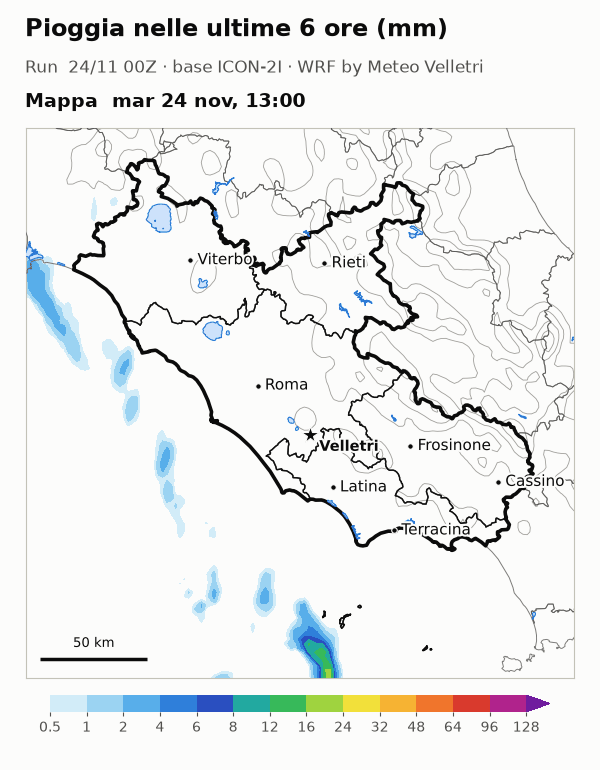 Pioggia nelle ultime 6 ore (mm)
Run  24/11 00Z · base ICON-2I · WRF by Meteo Velletri
Mappa  mar 24 nov, 13:00
Viterbo
Rieti
Roma
Velletri
Frosinone
Latina
Cassino
Terracina
50 km
0.5 1 2 4 6 8 12 16 24 32 48 64 96 128